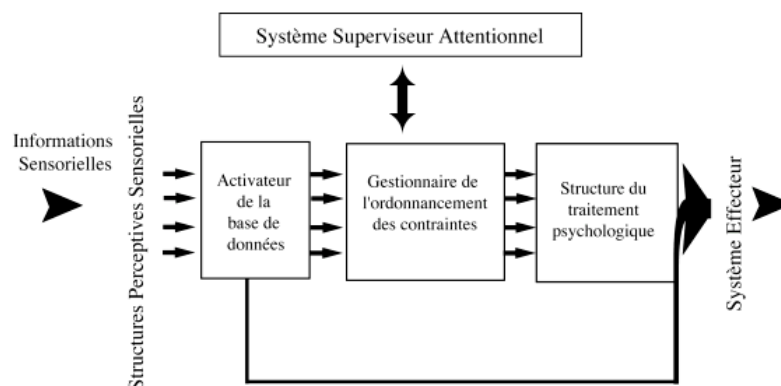 Système Superviseur Attentionnel
Informations
Sensorielles
Structures Perceptives Sensorielles
Activateur
de la
base de
données
Gestionnaire de
l'ordonnancement
des contraintes
Structure du
traitement
psychologique
Système Effecteur